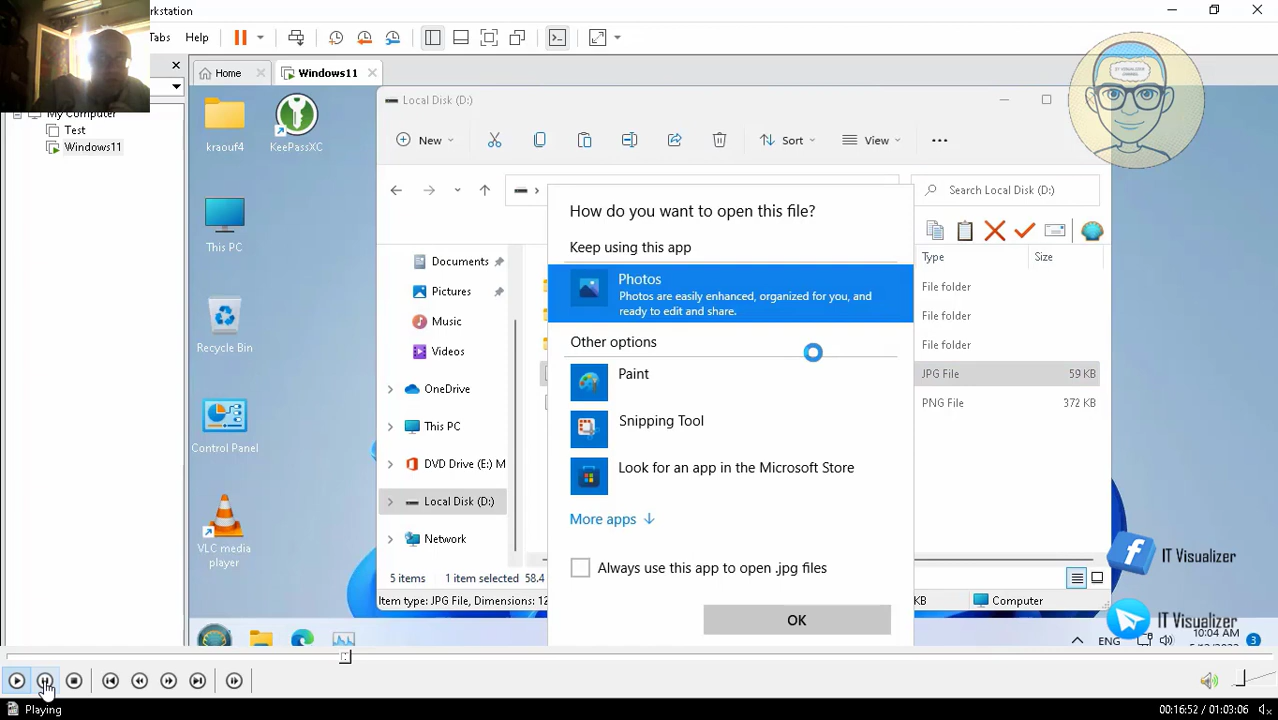 rkstation
Tabs Help
Home Windows11
My Computer
Test
Windows11
kraouf4
KeePassXC
This PC
Recycle Bin
Control Panel
VLC media
player
Local Disk (D:)
New
Sort
View
Search Local Disk (D:)
Documents
Pictures
Music
Videos
OneDrive
This PC
DVD Drive (E:) M
Local Disk (D:)
Network
Type Size
File folder
File folder
File folder
JPG File 59 KB
PNG File 372 KB
How do you want to open this file?
Keep using this app
Photos
Photos are easily enhanced, organized for you, and
ready to edit and share.
Other options
Paint
Snipping Tool
Look for an app in the Microsoft Store
More apps
Always use this app to open .jpg files
OK
5 items 1 item selected 58.4
Item type: JPG File, Dimensions: 12
KB Computer
IT Visualizer
IT Visualizer
ENG
10:04 AM
3
Playing
00:16:52 / 01:03:06